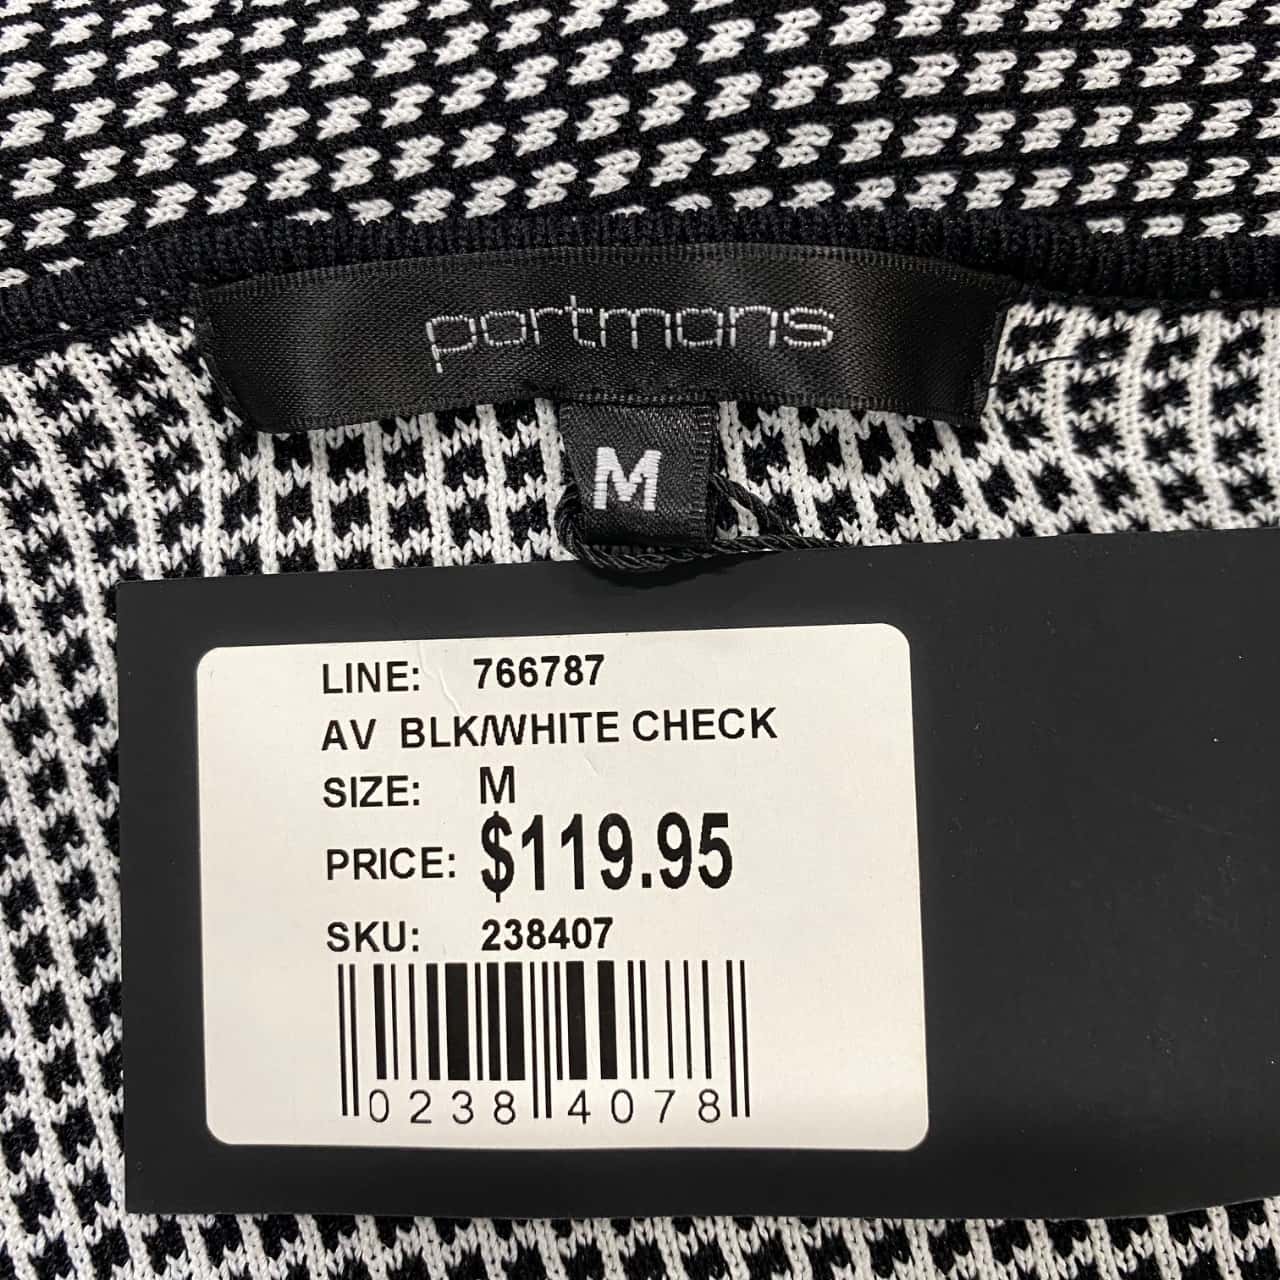 portmans
M
LINE: 766787
AV BLK/WHITE CHECK
SIZE: M
PRICE: $119.95
SKU: 238407
0238 4078